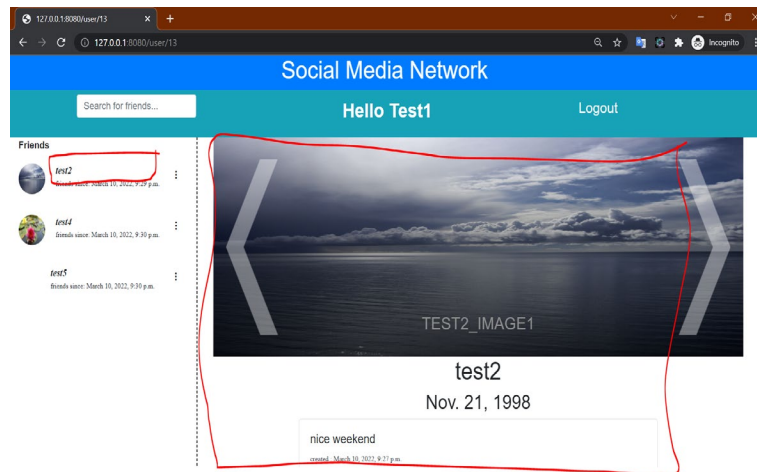 127.0.0.1:8080/user/13
127.0.0.1:8080/user/13
Incognito
Social Media Network
Search for friends...
Hello Test1
Logout
Friends
test2
friends since: March 10, 2022, 9:29 p.m.
test4
friends since: March 10, 2022, 9:30 p.m.
test5
friends since: March 10, 2022, 9:30 p.m.
TEST2_IMAGE1
test2
Nov. 21, 1998
nice weekend
created : March 10, 2022, 9:27 p.m.